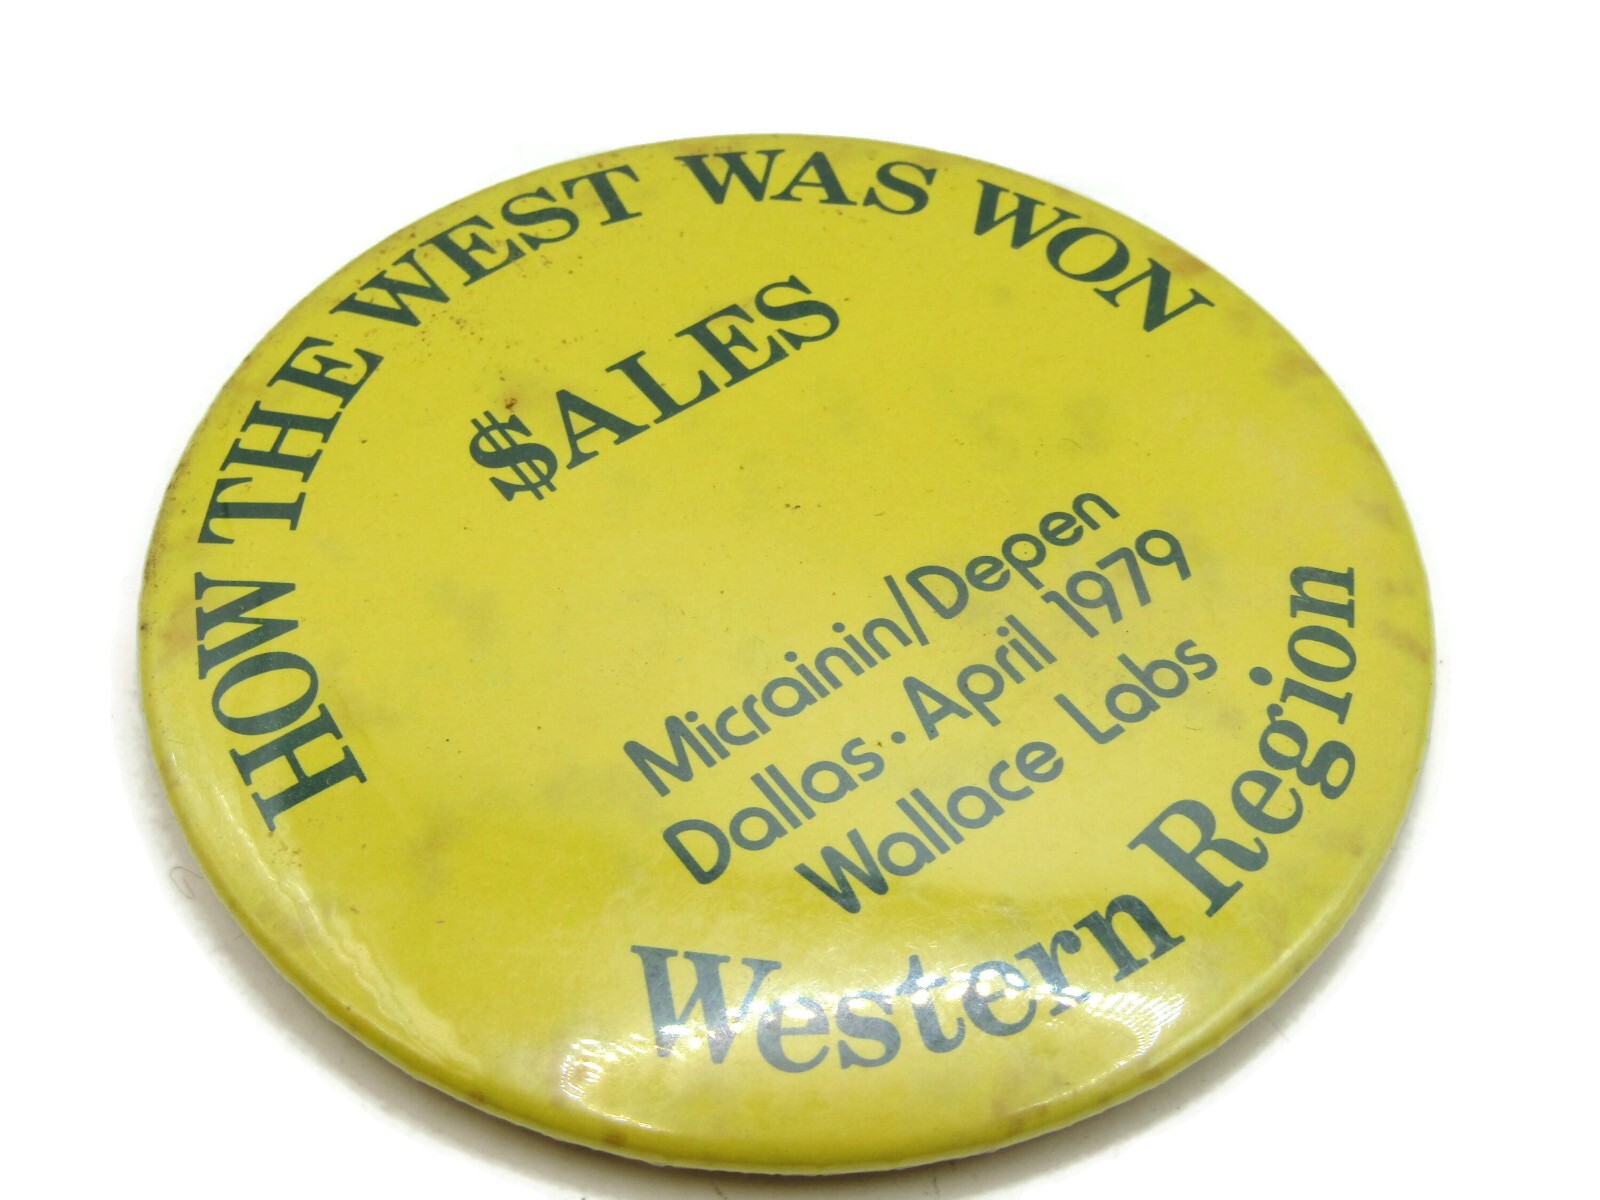 HOW THE WEST WAS WON
$ALES
Micrainin/Depen
Dallas · April 1979
Wallace Labs
Western Region